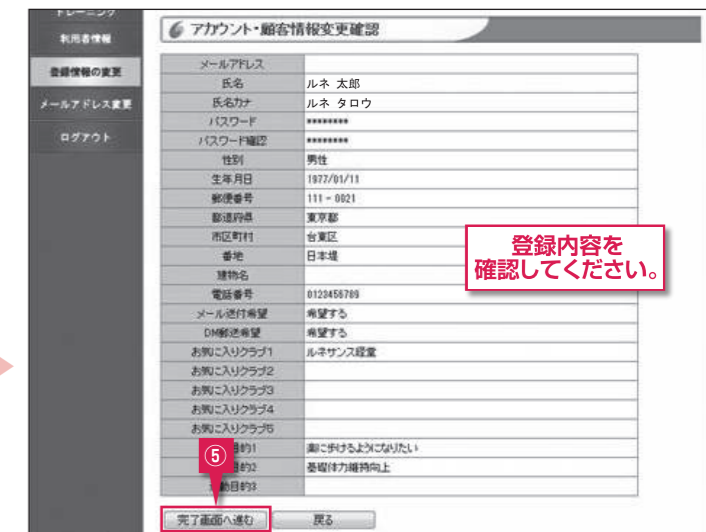 トレーニング
利用者情報
登録情報の変更
メールアドレス変更
ログアウト
アカウント・顧客情報変更確認
メールアドレス
氏名 ルネ 太郎
氏名カナ ルネ タロウ
パスワード ********
パスワード確認 ********
性別 男性
生年月日 1977/01/11
郵便番号 111 - 0021
都道府県 東京都
市区町村 台東区
番地 日本堤
建物名
電話番号 0123456789
メール送付希望 希望する
DM郵送希望 希望する
お気に入りクラブ1 ルネサンス経堂
お気に入りクラブ2
お気に入りクラブ3
お気に入りクラブ4
お気に入りクラブ5
目的1 楽に歩けるようになりたい
目的2 基礎体力維持向上
動目的3
登録内容を
確認してください。
⑤
完了画面へ進む 戻る